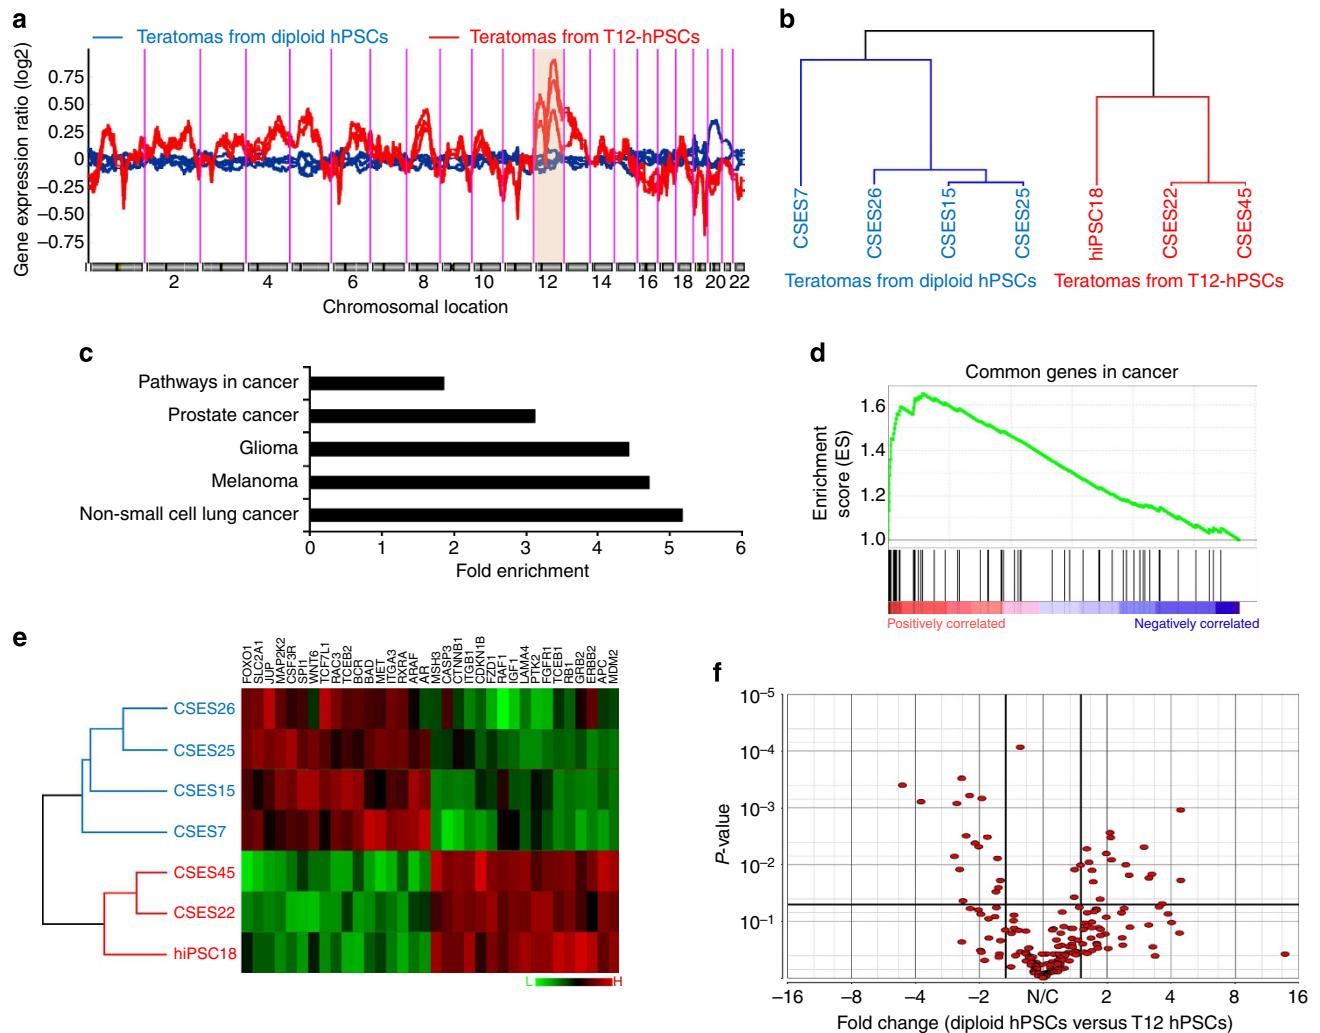 a
Teratomas from diploid hPSCs
Teratomas from T12-hPSCs
Gene expression ratio (log2)
0.75
0.50
0.25
0
−0.25
−0.50
−0.75
2 4 6 8 10 12 14 16 18 20 22
Chromosomal location
b
CSES7
CSES26
CSES15
CSES25
hiPSC18
CSES22
CSES45
Teratomas from diploid hPSCs
Teratomas from T12-hPSCs
c
Pathways in cancer
Prostate cancer
Glioma
Melanoma
Non-small cell lung cancer
0 1 2 3 4 5 6
Fold enrichment
d
Common genes in cancer
Enrichment
score (ES)
1.6
1.4
1.2
1.0
Positively correlated
Negatively correlated
e
FOXO1
SLC2A1
JUP
MAP2K2
CSF3R
SPI1
WNT6
TCF7L1
RAC3
TCEB2
BCR
BAD
MET
ITGA3
RXRA
ARAF
AR
MSH3
CASP3
CTNNB1
ITGB1
CDKN1B
FZD1
RAF1
IGF1
LAMA4
PTK2
FGFR1
TCEB1
RB1
GRB2
ERBB2
APC
MDM2
CSES26
CSES25
CSES15
CSES7
CSES45
CSES22
hiPSC18
L H
f
P-value
10⁻⁵
10⁻⁴
10⁻³
10⁻²
10⁻¹
−16 −8 −4 −2 N/C 2 4 8 16
Fold change (diploid hPSCs versus T12 hPSCs)